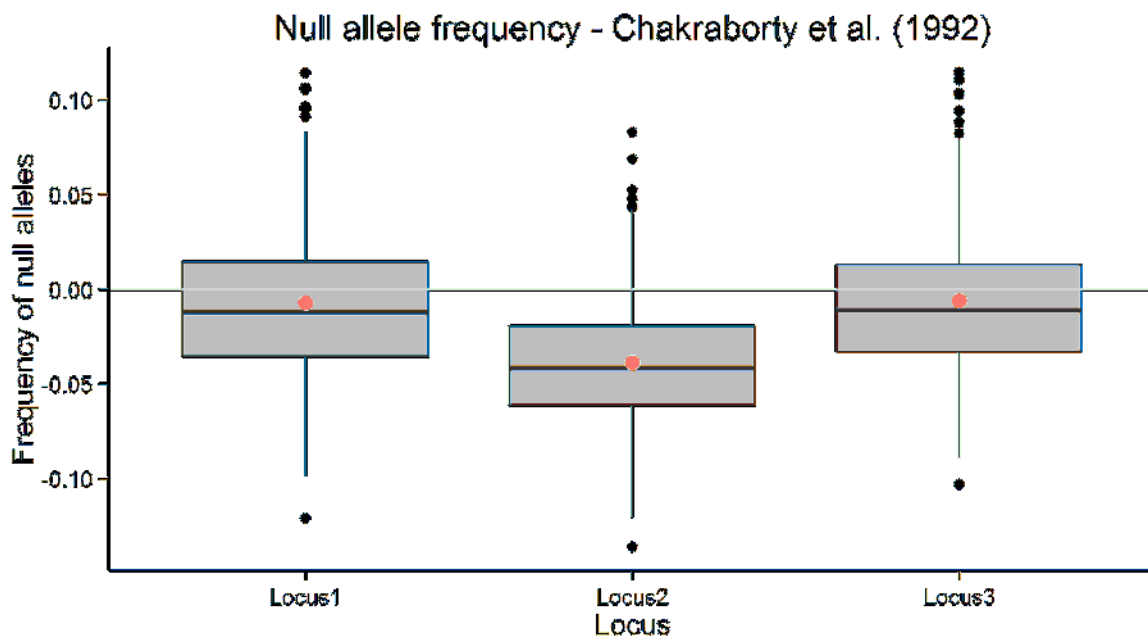 Null allele frequency - Chakraborty et al. (1992)
Frequency of null alleles
0.10
0.05
0.00
-0.05
-0.10
Locus1
Locus2
Locus3
Locus